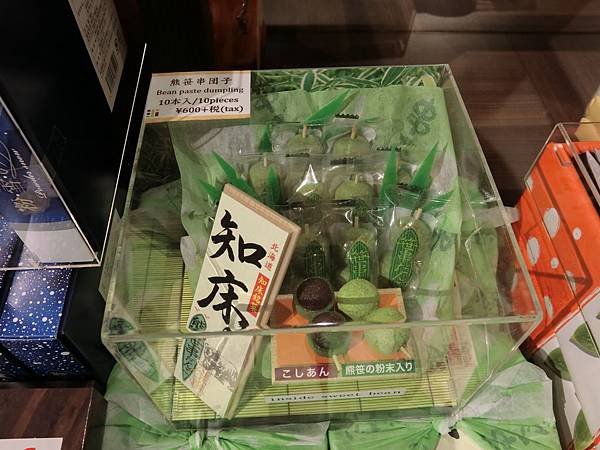 熊笹串団子
Bean paste dumpling
10本入/10pieces
¥600+税(tax)
北海道
知床
知床銘菓
こしあん
熊笹の粉末入り
inside sweet bean